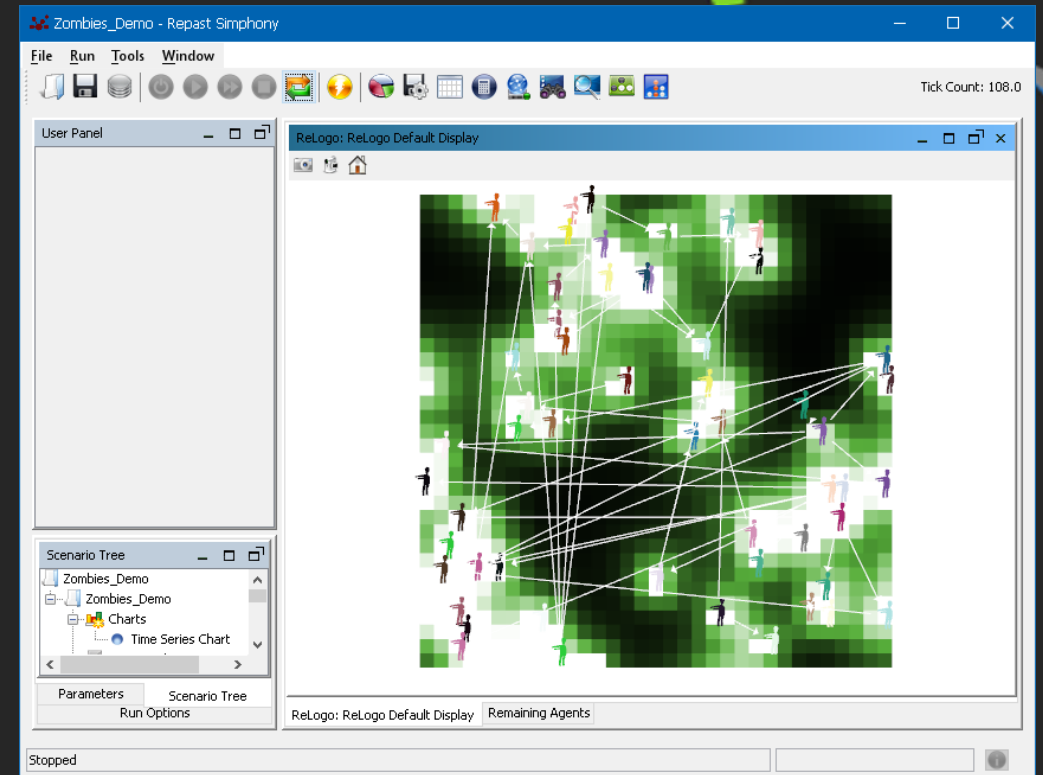 Zombies_Demo - Repast Simphony
File Run Tools Window
Tick Count: 108.0
User Panel
ReLogo: ReLogo Default Display
Scenario Tree
Zombies_Demo
Zombies_Demo
Charts
Time Series Chart
Parameters Scenario Tree
Run Options
ReLogo: ReLogo Default Display Remaining Agents
Stopped